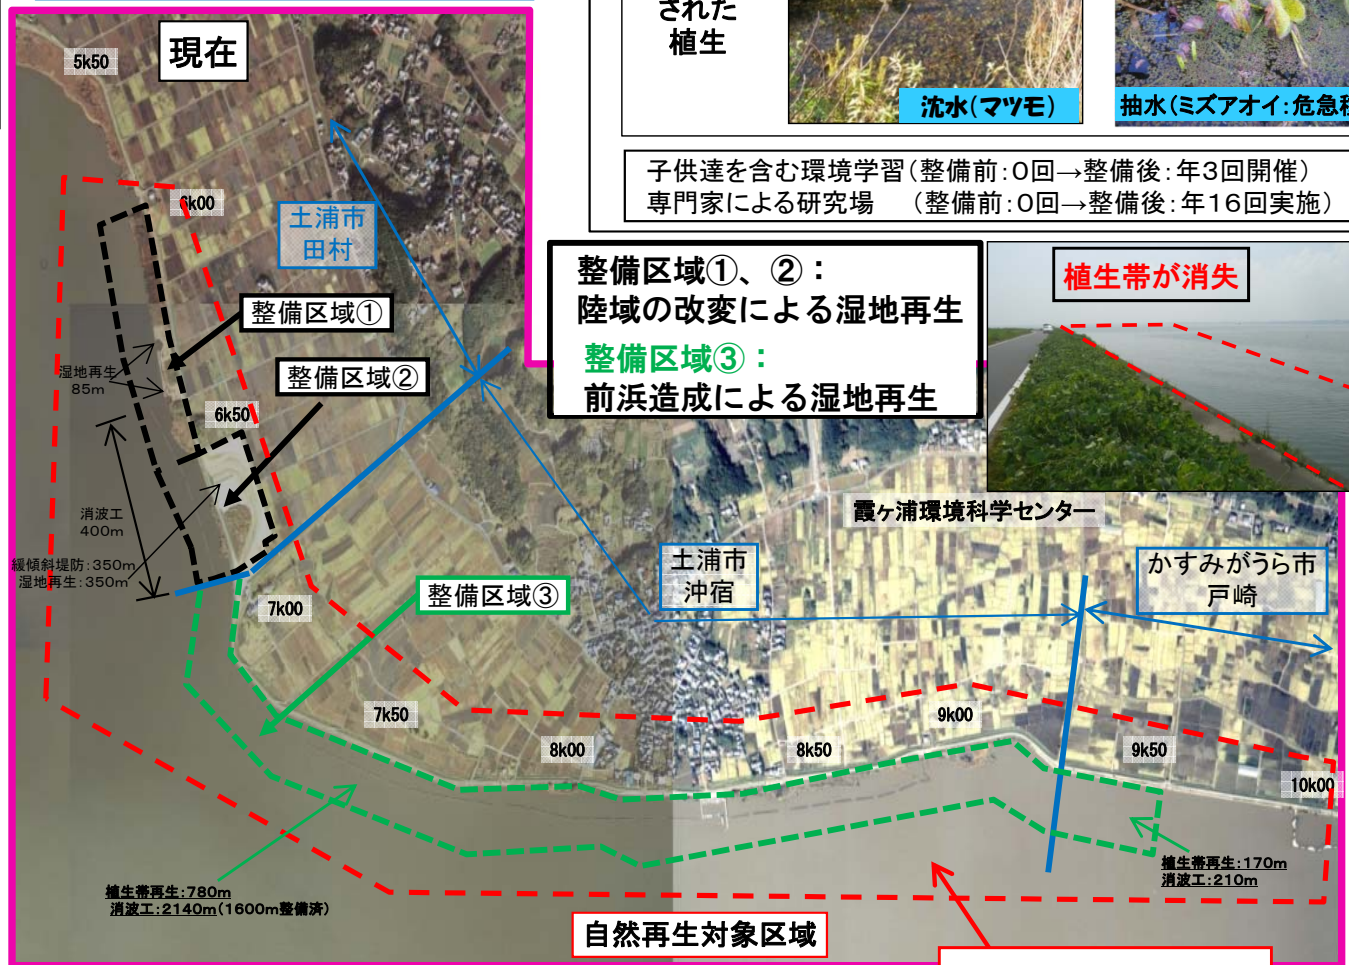 された
植生
沈水(マツモ)
抽水(ミズアオイ:危急種
子供達を含む環境学習(整備前:0回→整備後:年3回開催)
専門家による研究場　(整備前:0回→整備後:年16回実施)
現在
5k50
6k00
土浦市
田村
整備区域①
整備区域②
湿地再生
85m
6k50
消波工
400m
緩傾斜堤防:350m
湿地再生:350m
整備区域①、②:
陸域の改変による湿地再生
整備区域③:
前浜造成による湿地再生
植生帯が消失
霞ヶ浦環境科学センター
土浦市
沖宿
かすみがうら市
戸崎
整備区域③
7k00
7k50
8k00
8k50
9k00
9k50
10k00
植生帯再生:780m
消波工:2140m(1600m整備済)
植生帯再生:170m
消波工:210m
自然再生対象区域